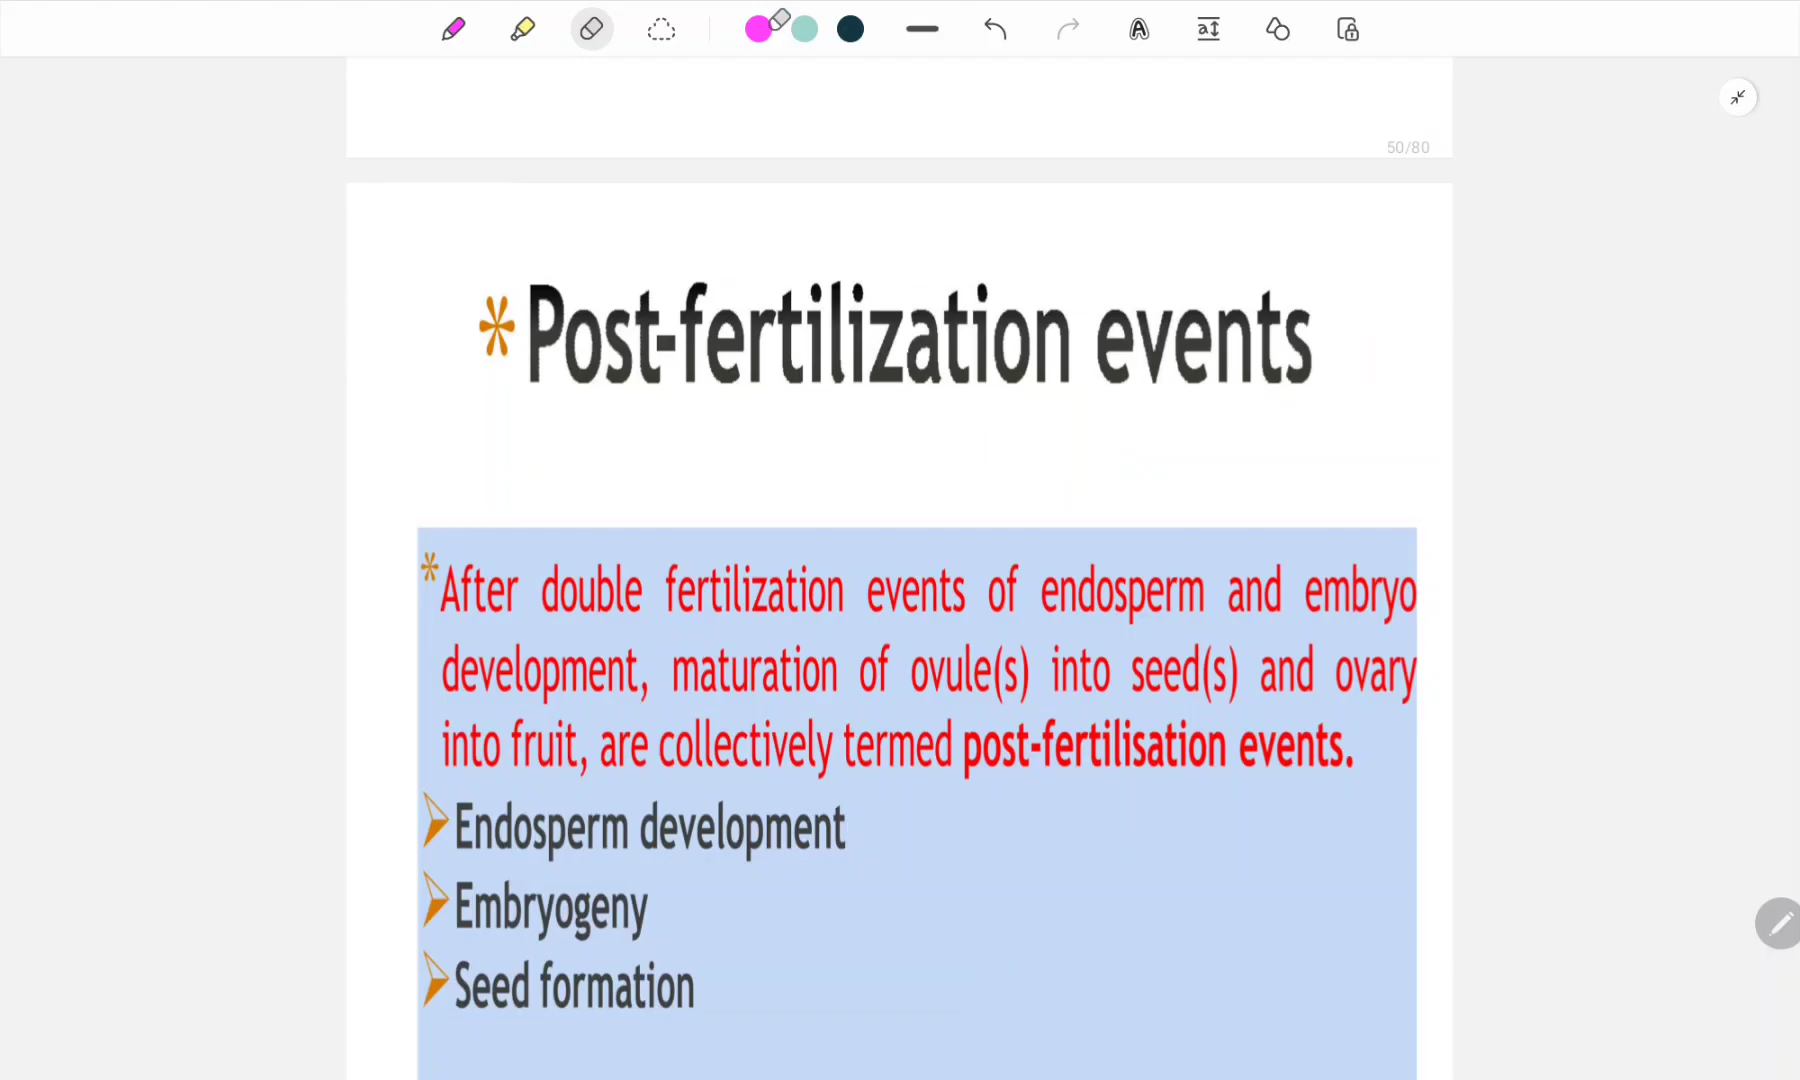 50/80
* Post-fertilization events
* After double fertilization events of endosperm and embryo
development, maturation of ovule(s) into seed(s) and ovary
into fruit, are collectively termed post-fertilisation events.
Endosperm development
Embryogeny
Seed formation